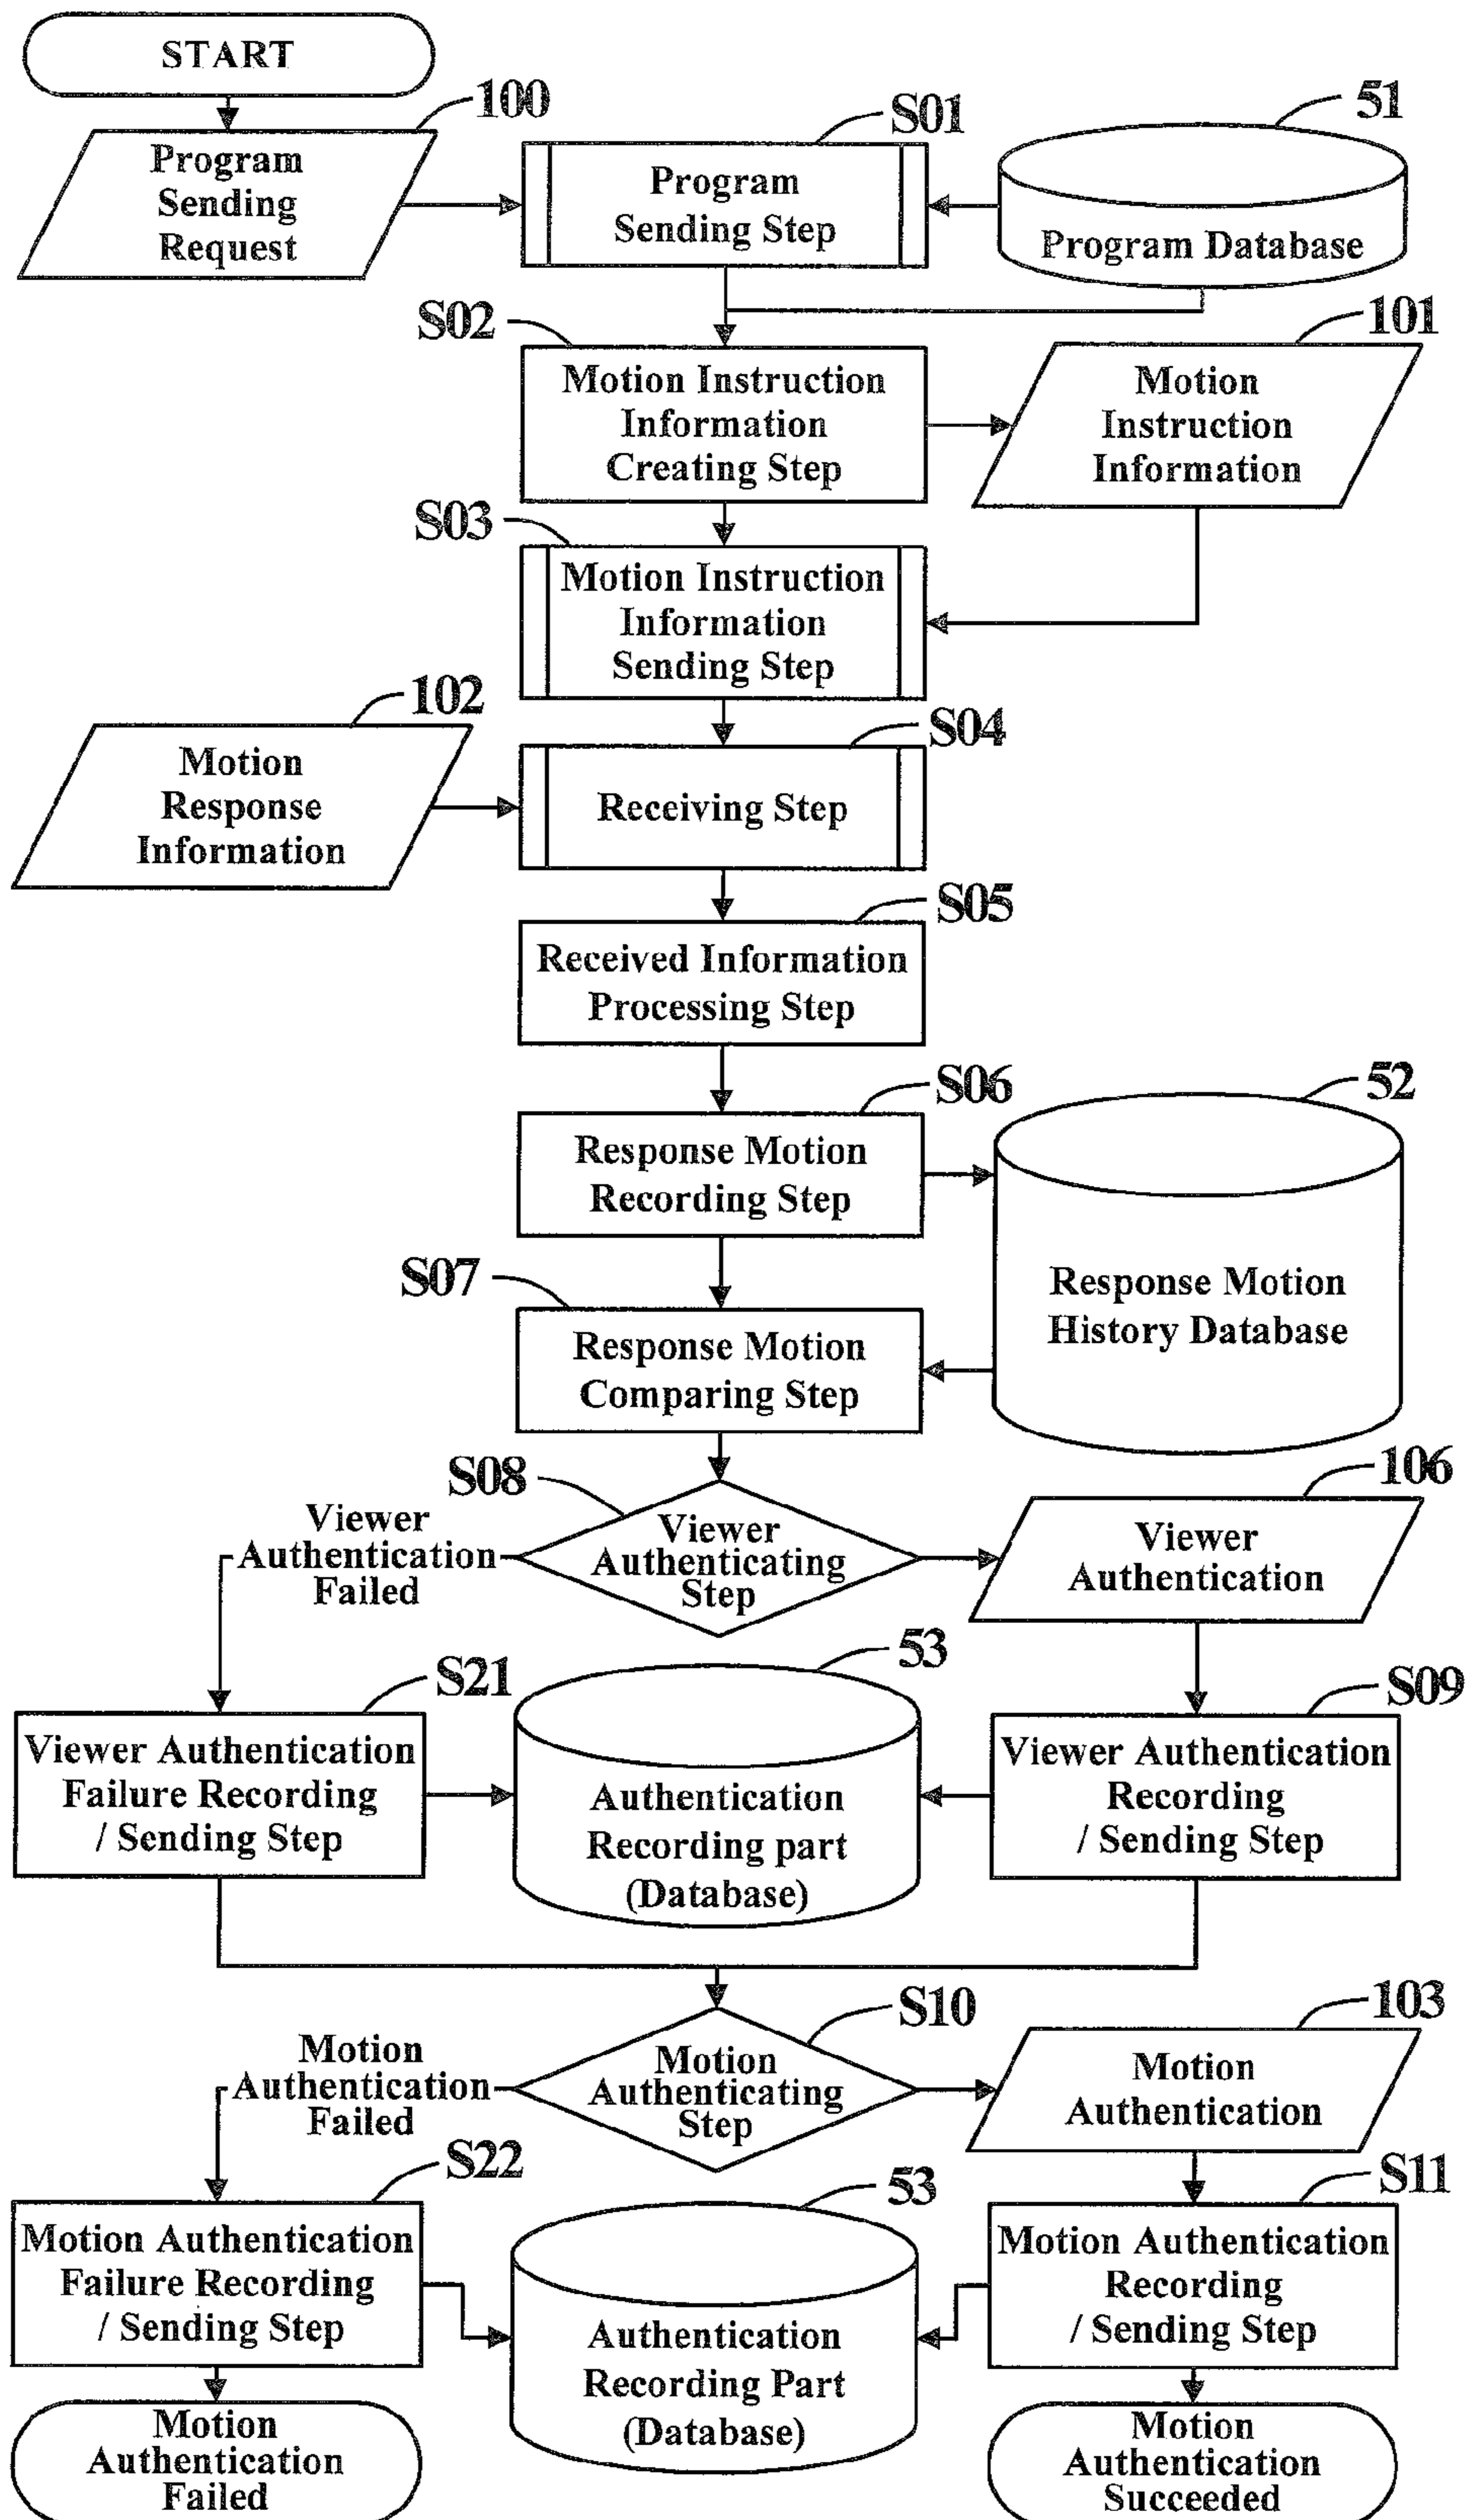 START
100
Program
Sending
Request
S01
Program
Sending Step
51
Program Database
S02
Motion Instruction
Information
Creating Step
101
Motion
Instruction
Information
S03
Motion Instruction
Information
Sending Step
102
Motion
Response
Information
S04
Receiving Step
S05
Received Information
Processing Step
S06
Response Motion
Recording Step
52
Response Motion
History Database
S07
Response Motion
Comparing Step
S08
Viewer
Authenticating
Step
Viewer
Authentication
Failed
106
Viewer
Authentication
S21
Viewer Authentication
Failure Recording
/ Sending Step
53
Authentication
Recording part
(Database)
S09
Viewer Authentication
Recording
/ Sending Step
S10
Motion
Authenticating
Step
Motion
Authentication
Failed
103
Motion
Authentication
S22
Motion Authentication
Failure Recording
/ Sending Step
53
Authentication
Recording Part
(Database)
S11
Motion Authentication
Recording
/ Sending Step
Motion
Authentication
Failed
Motion
Authentication
Succeeded